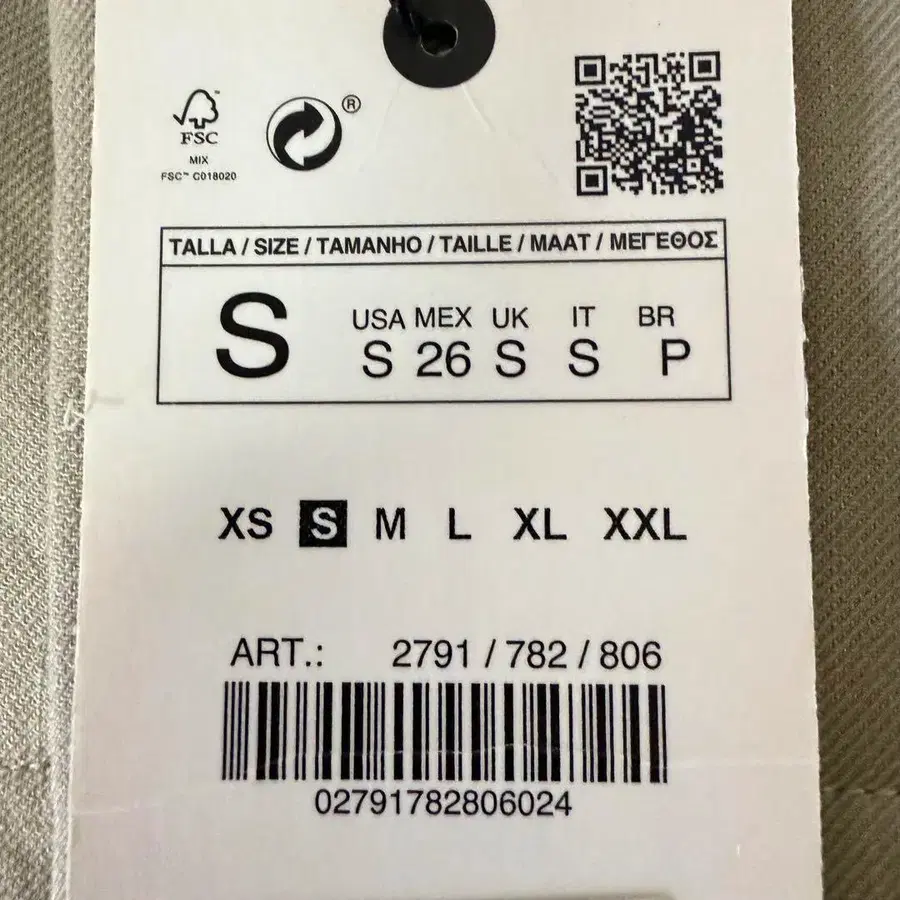 FSC™
MIX
FSC™ C018020
®
TALLA / SIZE / TAMANHO / TAILLE / MAAT / ΜΕΓΕΘΟΣ
S
USA MEX UK IT BR
S 26 S S P
XS S M L XL XXL
ART.: 2791 / 782 / 806
02791782806024